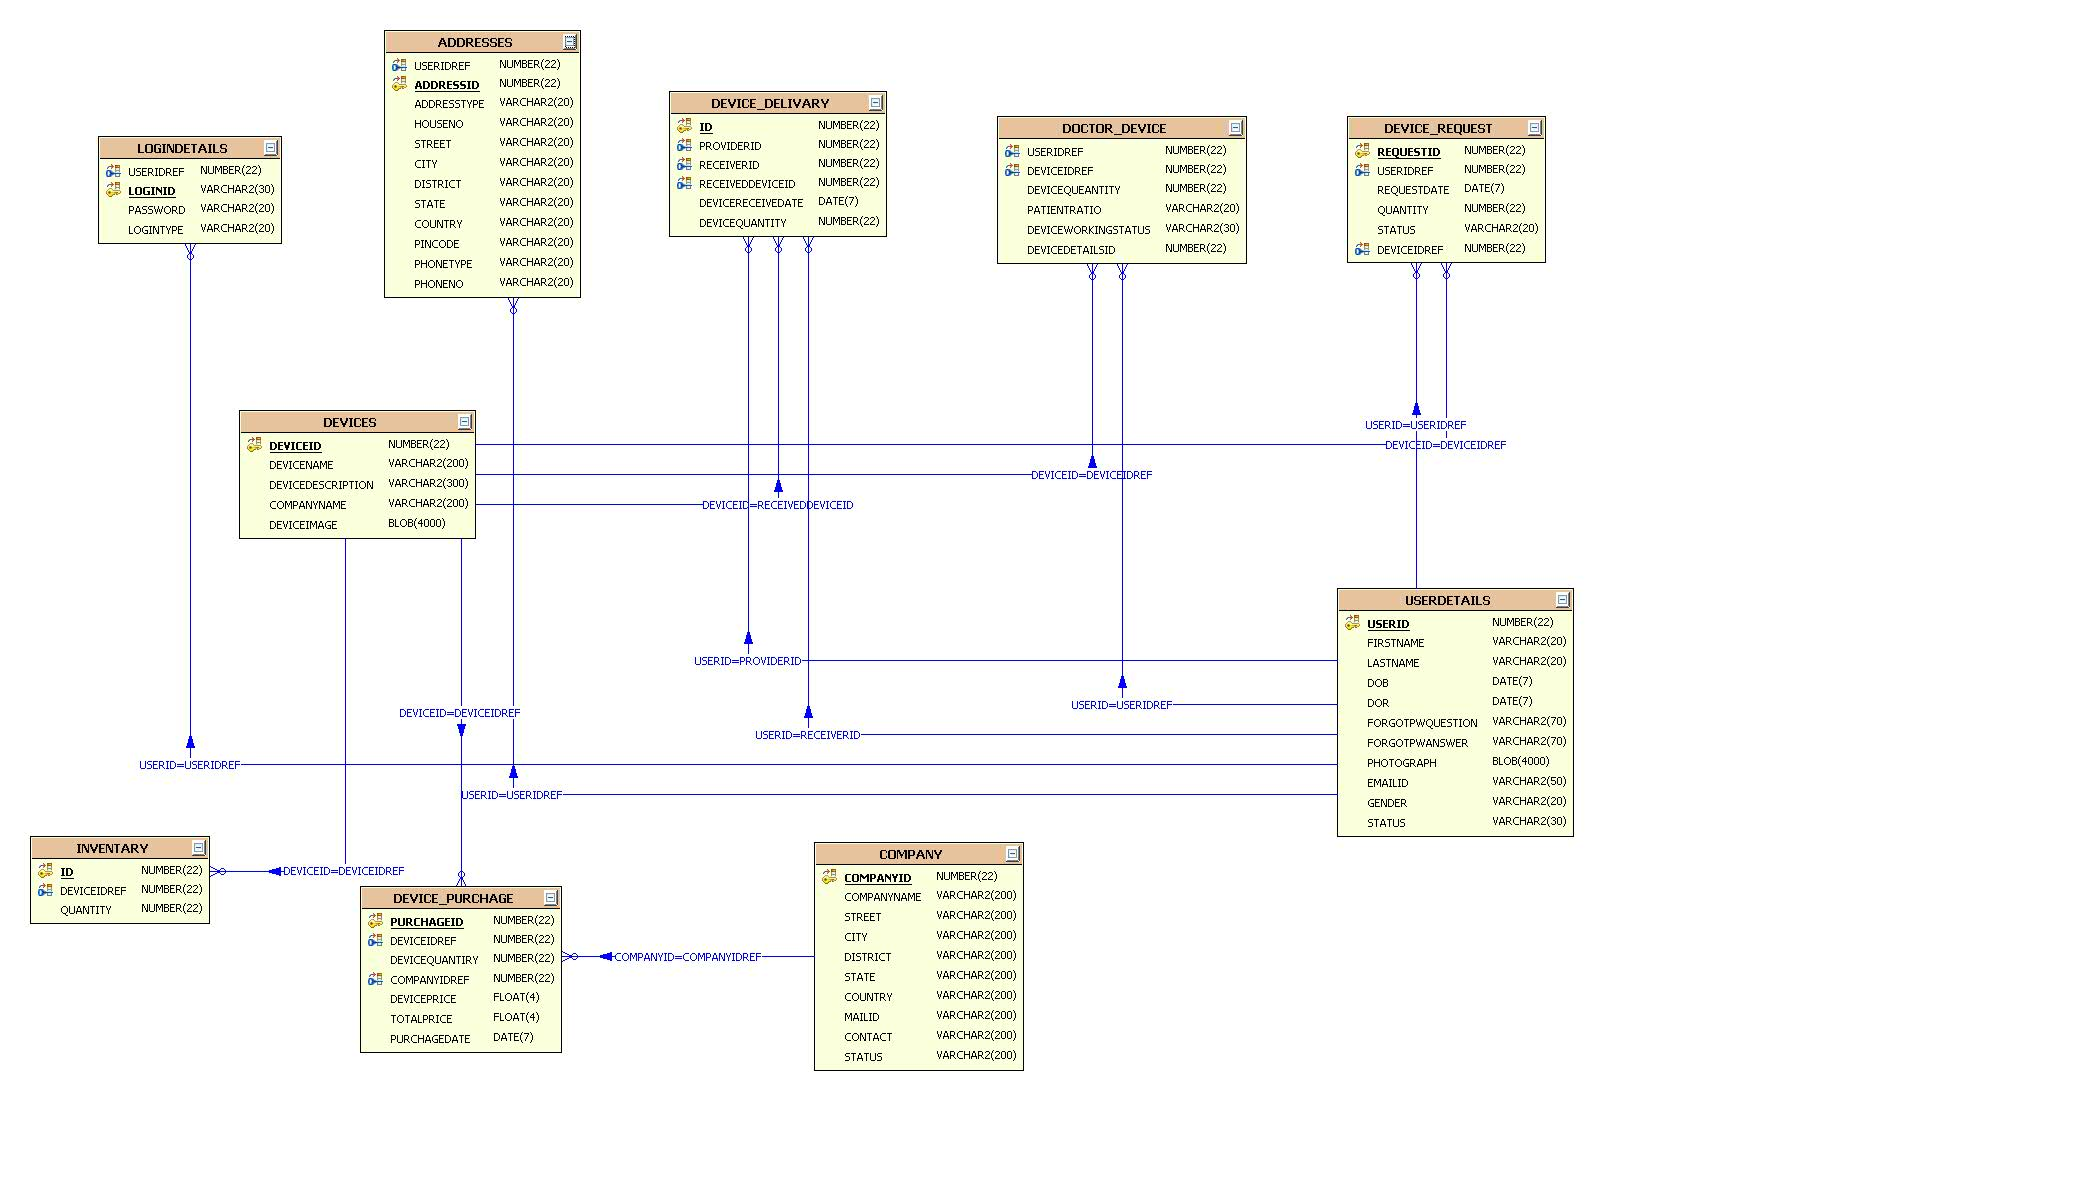 ADDRESSES
USERIDREF NUMBER(22)
ADDRESSID NUMBER(22)
ADDRESSTYPE VARCHAR2(20)
HOUSENO VARCHAR2(20)
STREET VARCHAR2(20)
CITY VARCHAR2(20)
DISTRICT VARCHAR2(20)
STATE VARCHAR2(20)
COUNTRY VARCHAR2(20)
PINCODE VARCHAR2(20)
PHONETYPE VARCHAR2(20)
PHONENO VARCHAR2(20)
DEVICE_DELIVARY
ID NUMBER(22)
PROVIDERID NUMBER(22)
RECEIVERID NUMBER(22)
RECEIVEDDEVICEID NUMBER(22)
DEVICERECEIVEDATE DATE(7)
DEVICEQUANTITY NUMBER(22)
DOCTOR_DEVICE
USERIDREF NUMBER(22)
DEVICEIDREF NUMBER(22)
DEVICEQUEANTITY NUMBER(22)
PATIENTRATIO VARCHAR2(20)
DEVICEWORKINGSTATUS VARCHAR2(30)
DEVICEDETAILSID NUMBER(22)
DEVICE_REQUEST
REQUESTID NUMBER(22)
USERIDREF NUMBER(22)
REQUESTDATE DATE(7)
QUANTITY NUMBER(22)
STATUS VARCHAR2(20)
DEVICEIDREF NUMBER(22)
LOGINDETAILS
USERIDREF NUMBER(22)
LOGINID VARCHAR2(30)
PASSWORD VARCHAR2(20)
LOGINTYPE VARCHAR2(20)
DEVICES
DEVICEID NUMBER(22)
DEVICENAME VARCHAR2(200)
DEVICEDESCRIPTION VARCHAR2(300)
COMPANYNAME VARCHAR2(200)
DEVICEIMAGE BLOB(4000)
USERID=USERIDREF
DEVICEID=DEVICEIDREF
DEVICEID=DEVICEIDREF
DEVICEID=RECEIVEDDEVICEID
USERDETAILS
USERID NUMBER(22)
FIRSTNAME VARCHAR2(20)
LASTNAME VARCHAR2(20)
DOB DATE(7)
DOR DATE(7)
FORGOTPWQUESTION VARCHAR2(70)
FORGOTPWANSWER VARCHAR2(70)
PHOTOGRAPH BLOB(4000)
EMAILID VARCHAR2(50)
GENDER VARCHAR2(20)
STATUS VARCHAR2(30)
USERID=PROVIDERID
USERID=USERIDREF
DEVICEID=DEVICEIDREF
USERID=RECEIVERID
USERID=USERIDREF
USERID=USERIDREF
INVENTARY
ID NUMBER(22)
DEVICEIDREF NUMBER(22)
QUANTITY NUMBER(22)
DEVICEID=DEVICEIDREF
DEVICE_PURCHAGE
PURCHAGEID NUMBER(22)
DEVICEIDREF NUMBER(22)
DEVICEQUANTIRY NUMBER(22)
COMPANYIDREF NUMBER(22)
DEVICEPRICE FLOAT(4)
TOTALPRICE FLOAT(4)
PURCHAGEDATE DATE(7)
COMPANYID=COMPANYIDREF
COMPANY
COMPANYID NUMBER(22)
COMPANYNAME VARCHAR2(200)
STREET VARCHAR2(200)
CITY VARCHAR2(200)
DISTRICT VARCHAR2(200)
STATE VARCHAR2(200)
COUNTRY VARCHAR2(200)
MAILID VARCHAR2(200)
CONTACT VARCHAR2(200)
STATUS VARCHAR2(200)